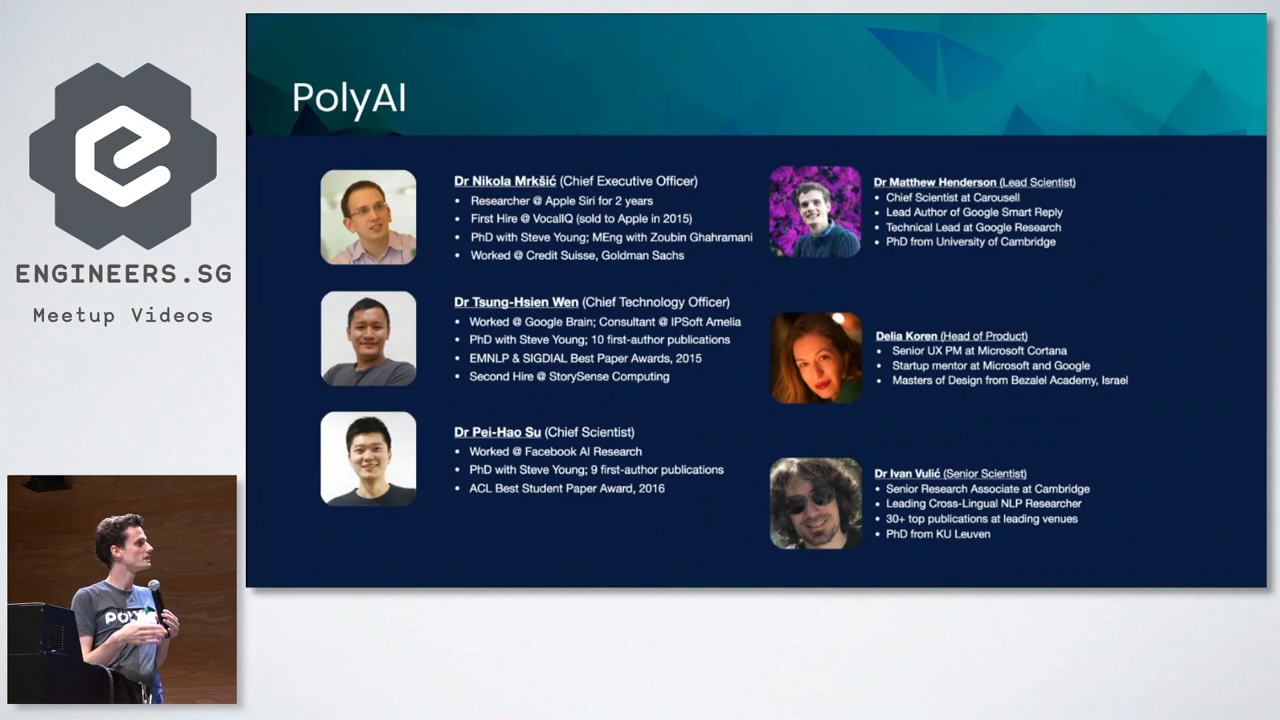 ENGINEERS.SG
Meetup Videos
PolyAI
Dr Nikola Mrkšić (Chief Executive Officer)
• Researcher @ Apple Siri for 2 years
• First Hire @ VocalIQ (sold to Apple in 2015)
• PhD with Steve Young; MEng with Zoubin Ghahramani
• Worked @ Credit Suisse, Goldman Sachs
Dr Tsung-Hsien Wen (Chief Technology Officer)
• Worked @ Google Brain; Consultant @ IPSoft Amelia
• PhD with Steve Young; 10 first-author publications
• EMNLP & SIGDIAL Best Paper Awards, 2015
• Second Hire @ StorySense Computing
Dr Pei-Hao Su (Chief Scientist)
• Worked @ Facebook AI Research
• PhD with Steve Young; 9 first-author publications
• ACL Best Student Paper Award, 2016
Dr Matthew Henderson (Lead Scientist)
• Chief Scientist at Carousell
• Lead Author of Google Smart Reply
• Technical Lead at Google Research
• PhD from University of Cambridge
Delia Koren (Head of Product)
• Senior UX PM at Microsoft Cortana
• Startup mentor at Microsoft and Google
• Masters of Design from Bezalel Academy, Israel
Dr Ivan Vulić (Senior Scientist)
• Senior Research Associate at Cambridge
• Leading Cross-Lingual NLP Researcher
• 30+ top publications at leading venues
• PhD from KU Leuven